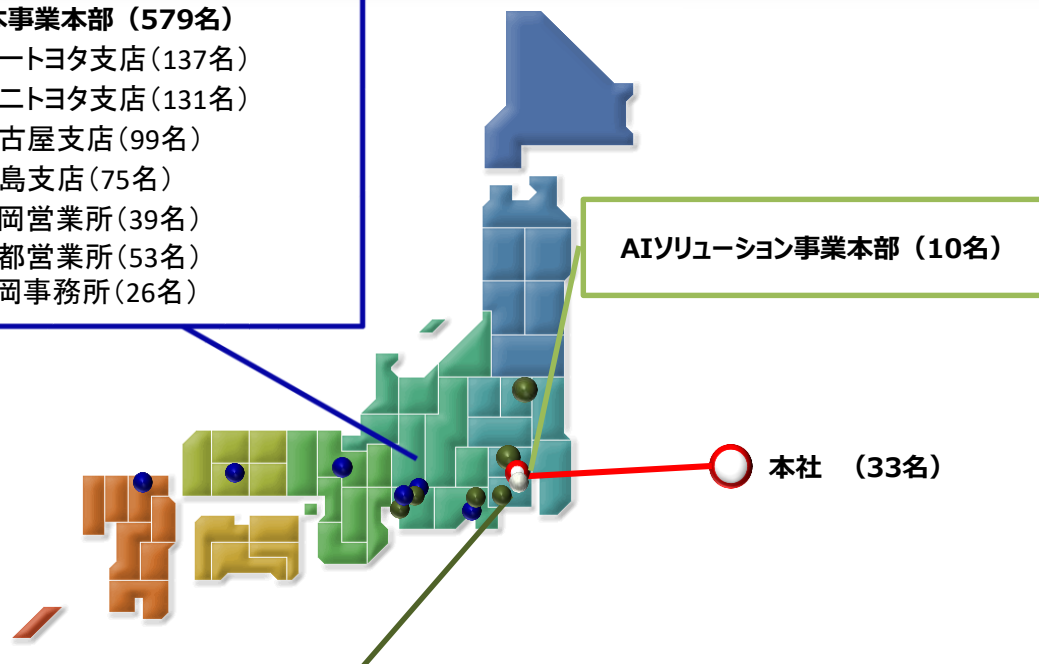 本事業本部（579名）
ートヨタ支店（137名）
二トヨタ支店（131名）
古屋支店（99名）
島支店（75名）
岡営業所（39名）
都営業所（53名）
岡事務所（26名）
AIソリューション事業本部（10名）
本社　（33名）